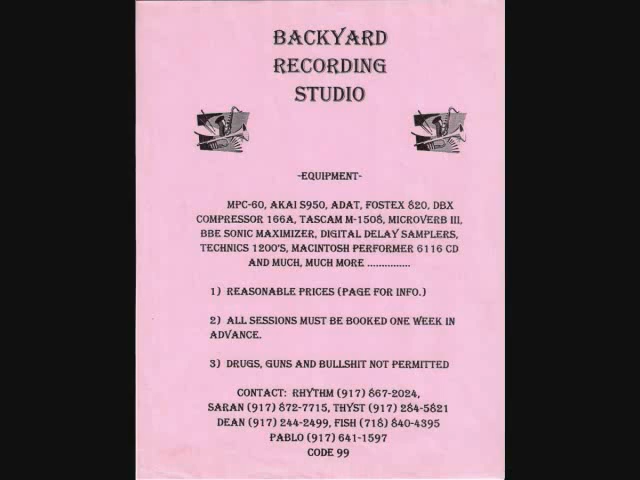 BACKYARD
RECORDING
STUDIO
-EQUIPMENT-
MPC-60, AKAI S950, ADAT, FOSTEX 820, DBX
COMPRESSOR 166A, TASCAM M-1508, MICROVERB III,
BBE SONIC MAXIMIZER, DIGITAL DELAY SAMPLERS,
TECHNICS 1200'S, MACINTOSH PERFORMER 6116 CD
AND MUCH, MUCH MORE ...............
1) REASONABLE PRICES (PAGE FOR INFO.)
2) ALL SESSIONS MUST BE BOOKED ONE WEEK IN
ADVANCE.
3) DRUGS, GUNS AND BULLSHIT NOT PERMITTED
CONTACT: RHYTHM (917) 867-2024,
SARAN (917) 872-7715, THYST (917) 284-5821
DEAN (917) 244-2499, FISH (718) 840-4395
PABLO (917) 641-1597
CODE 99